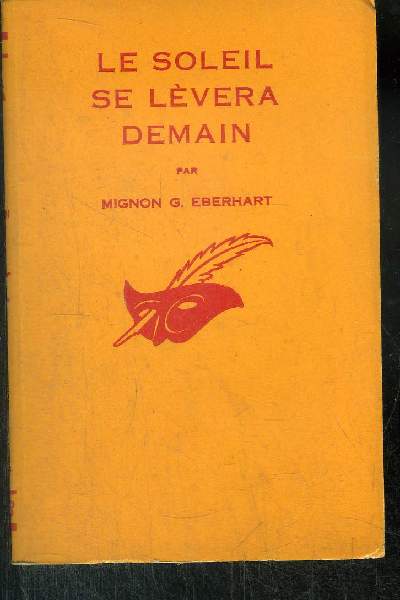 LE SOLEIL
SE LÈVERA
DEMAIN
PAR
MIGNON G. EBERHART